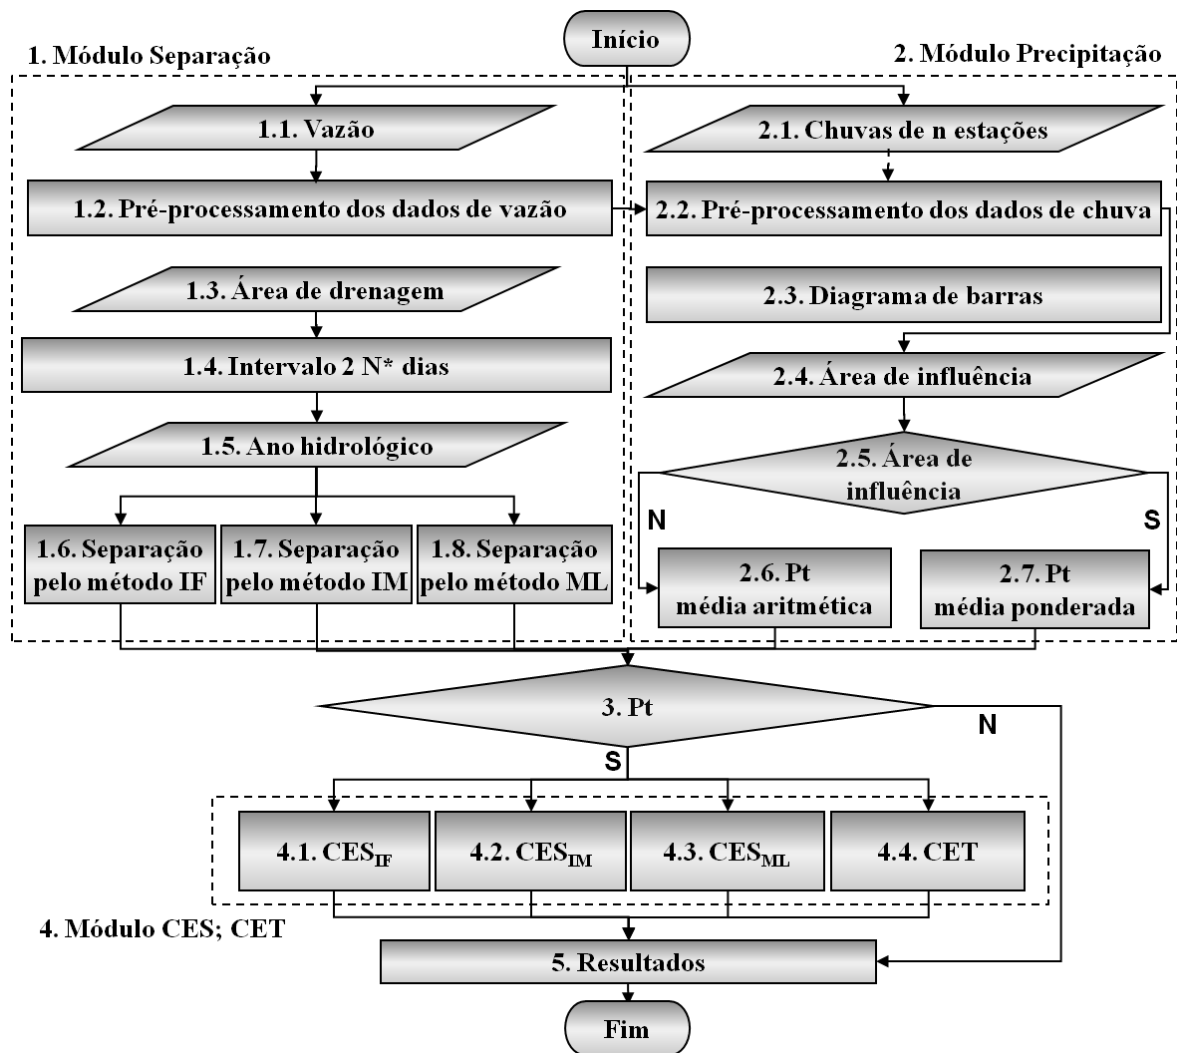 Início
1. Módulo Separação
2. Módulo Precipitação
1.1. Vazão
1.2. Pré-processamento dos dados de vazão
1.3. Área de drenagem
1.4. Intervalo 2 N* dias
1.5. Ano hidrológico
1.6. Separação
pelo método IF
1.7. Separação
pelo método IM
1.8. Separação
pelo método ML
2.1. Chuvas de n estações
2.2. Pré-processamento dos dados de chuva
2.3. Diagrama de barras
2.4. Área de influência
2.5. Área de
influência
N
S
2.6. Pt
média aritmética
2.7. Pt
média ponderada
3. Pt
N
S
4.1. CES_IF
4.2. CES_IM
4.3. CES_ML
4.4. CET
4. Módulo CES; CET
5. Resultados
Fim